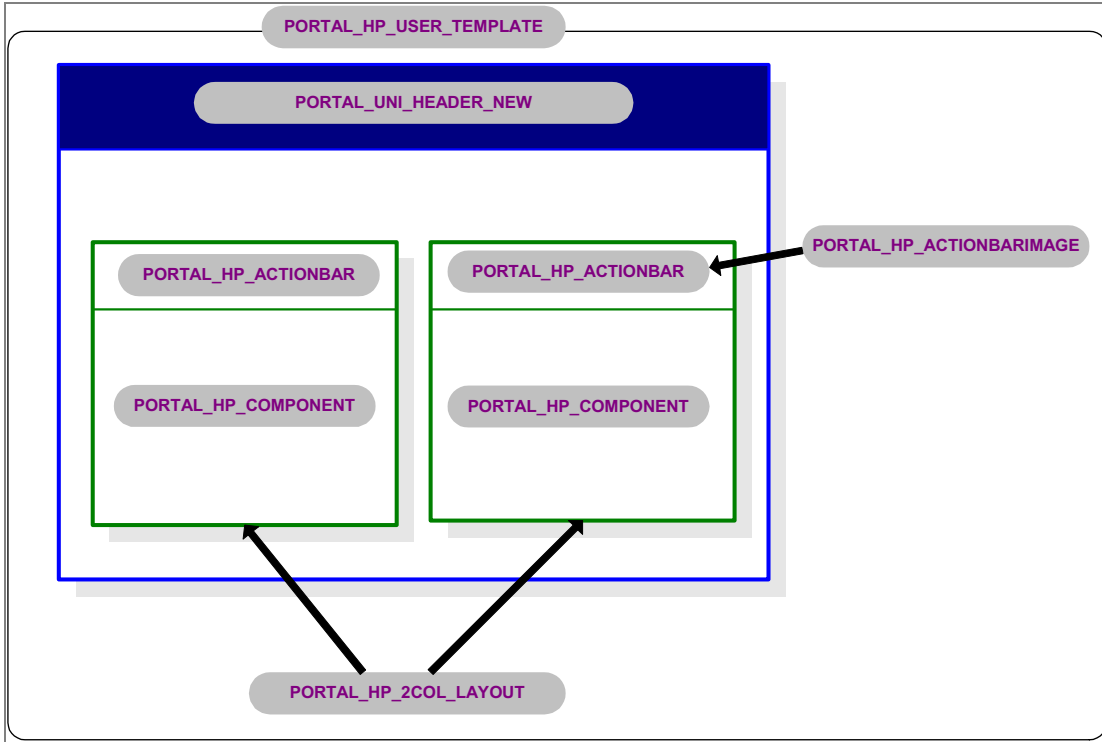 PORTAL_HP_USER_TEMPLATE
PORTAL_UNI_HEADER_NEW
PORTAL_HP_ACTIONBAR
PORTAL_HP_ACTIONBAR
PORTAL_HP_ACTIONBARIMAGE
PORTAL_HP_COMPONENT
PORTAL_HP_COMPONENT
PORTAL_HP_2COL_LAYOUT